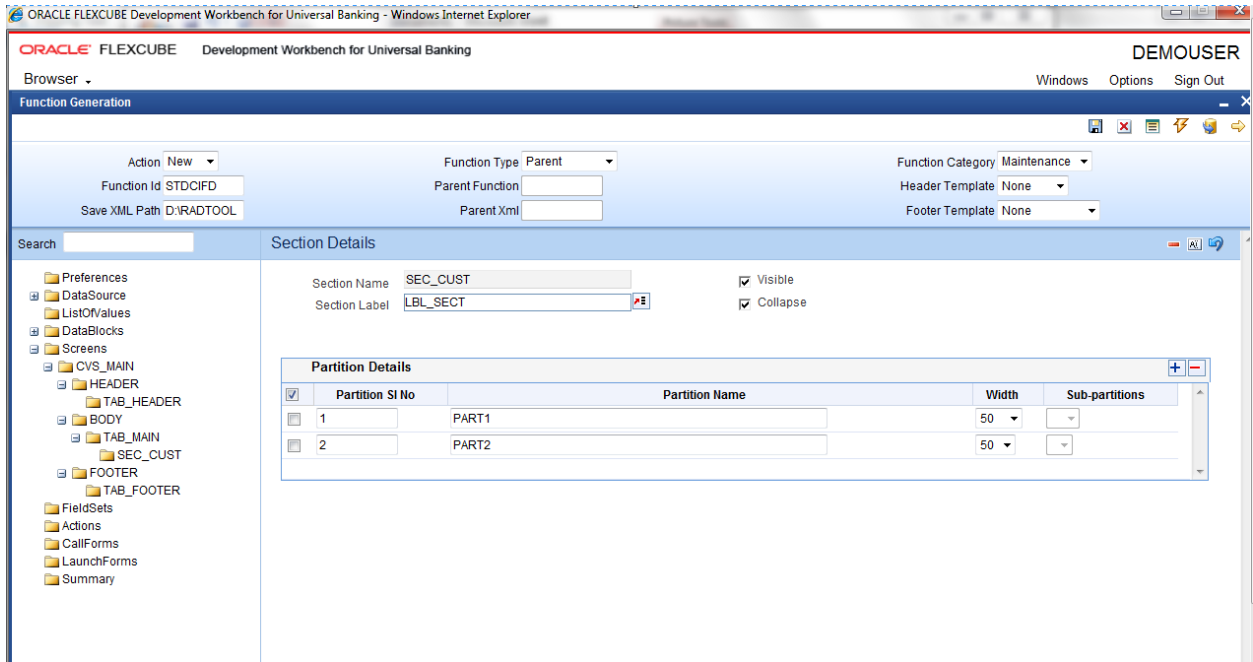 ORACLE FLEXCUBE Development Workbench for Universal Banking - Windows Internet Explorer
ORACLE FLEXCUBE Development Workbench for Universal Banking
DEMOUSER
Browser
Windows Options Sign Out
Function Generation
Action New
Function Type Parent
Function Category Maintenance
Function Id STDCIFD
Parent Function
Header Template None
Save XML Path D:\RADTOOL
Parent Xml
Footer Template None
Search
Section Details
Preferences
DataSource
ListOfValues
DataBlocks
Screens
CVS_MAIN
HEADER
TAB_HEADER
BODY
TAB_MAIN
SEC_CUST
FOOTER
TAB_FOOTER
FieldSets
Actions
CallForms
LaunchForms
Summary
Section Name SEC_CUST
Visible
Section Label LBL_SECT
Collapse
Partition Details
Partition Sl No Partition Name Width Sub-partitions
1 PART1 50
2 PART2 50